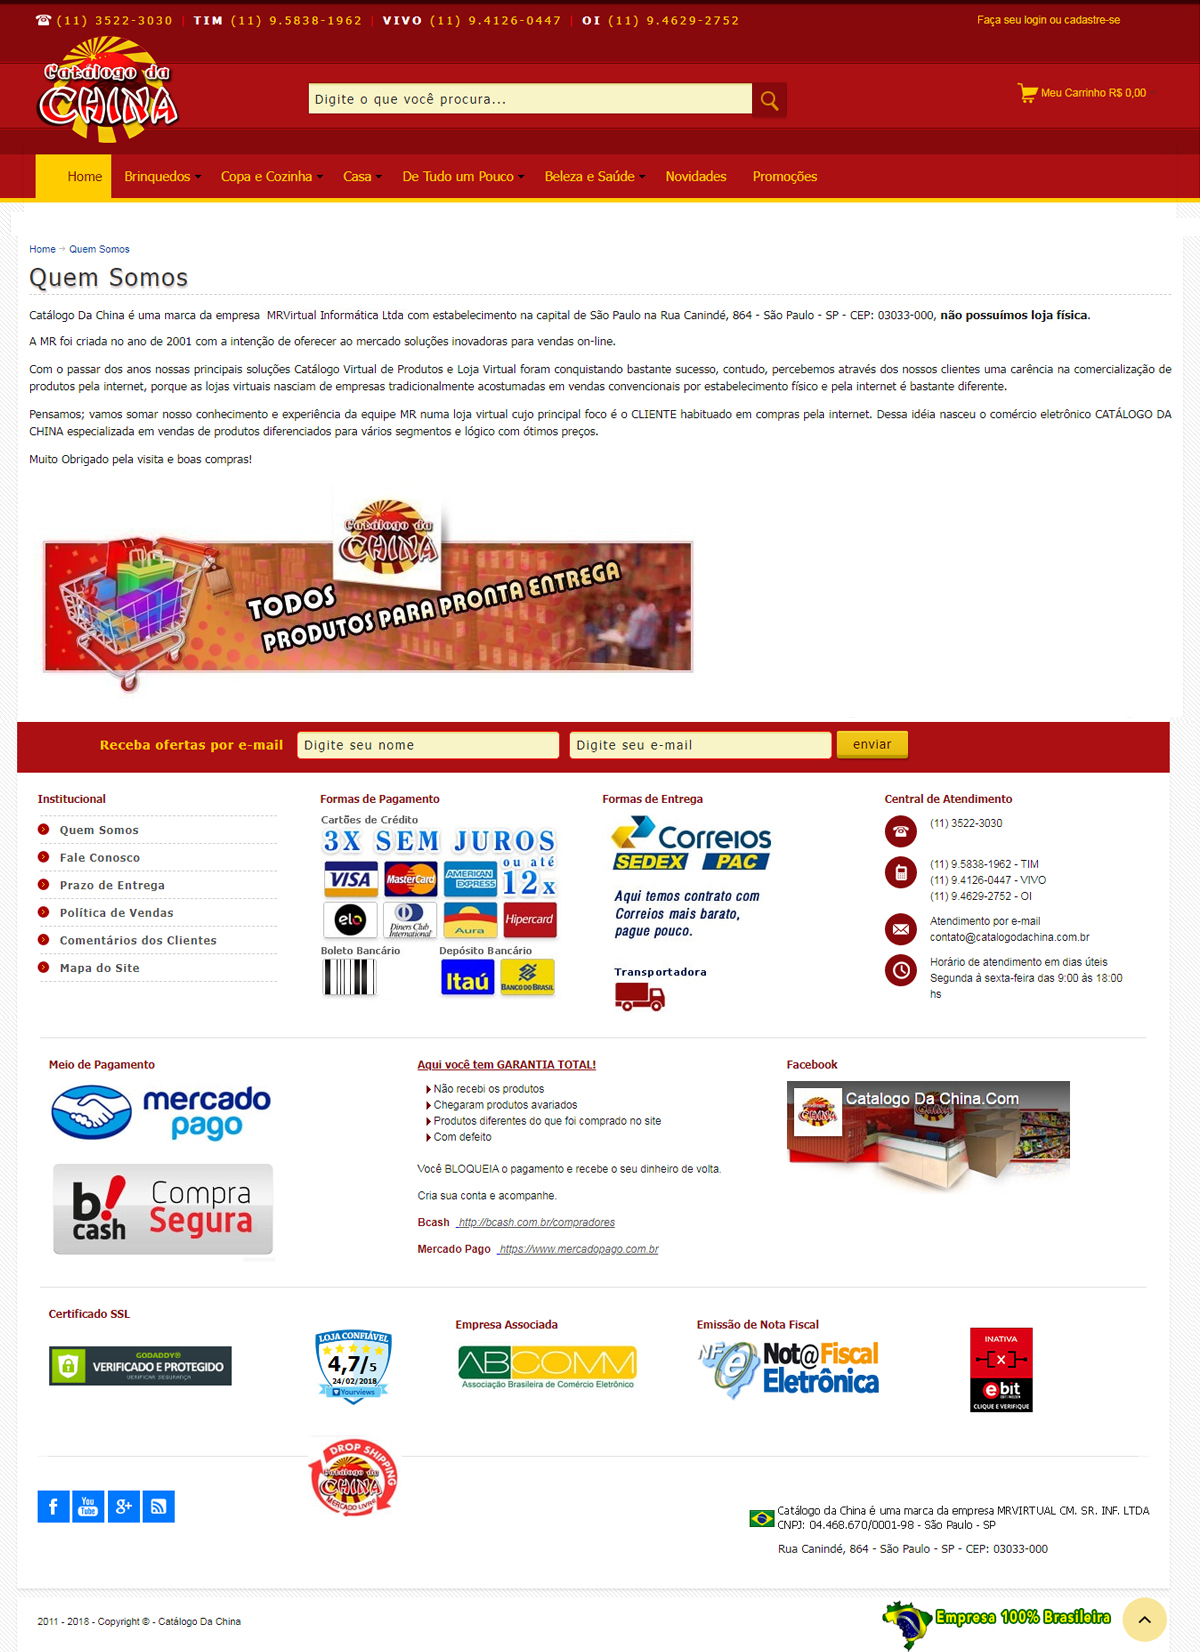 (11) 3522-3030 | TIM (11) 9.5838-1962 | VIVO (11) 9.4126-0447 | OI (11) 9.4629-2752
Faça seu login ou cadastre-se
Catálogo da
CHINA
Digite o que você procura...
Meu Carrinho R$ 0,00
Home Brinquedos Copa e Cozinha Casa De Tudo um Pouco Beleza e Saúde Novidades Promoções
Home Quem Somos
Quem Somos
Catálogo Da China é uma marca da empresa MRVirtual Informática Ltda com estabelecimento na capital de São Paulo na Rua Canindé, 864 - São Paulo - SP - CEP: 03033-000, não possuímos loja física.
A MR foi criada no ano de 2001 com a intenção de oferecer ao mercado soluções inovadoras para vendas on-line.
Com o passar dos anos nossas principais soluções Catálogo Virtual de Produtos e Loja Virtual foram conquistando bastante sucesso, contudo, percebemos através dos nossos clientes uma carência na comercialização de
produtos pela internet, porque as lojas virtuais nasciam de empresas tradicionalmente acostumadas em vendas convencionais por estabelecimento físico e pela internet é bastante diferente.
Pensamos; vamos somar nosso conhecimento e experiência da equipe MR numa loja virtual cujo principal foco é o CLIENTE habituado em compras pela internet. Dessa idéia nasceu o comércio eletrônico CATÁLOGO DA
CHINA especializada em vendas de produtos diferenciados para vários segmentos e lógico com ótimos preços.
Muito Obrigado pela visita e boas compras!
Catálogo da
CHINA
TODOS
PRODUTOS PARA PRONTA ENTREGA
Receba ofertas por e-mail Digite seu nome Digite seu e-mail enviar
Institucional
Quem Somos
Fale Conosco
Prazo de Entrega
Política de Vendas
Comentários dos Clientes
Mapa do Site
Formas de Pagamento
Cartões de Crédito
3X SEM JUROS
ou até
12x
VISA MasterCard AMERICAN EXPRESS
elo Diners Club International Aura Hipercard
Boleto Bancário Depósito Bancário
Itaú BANCO DO BRASIL
Formas de Entrega
Correios
SEDEX PAC
Aqui temos contrato com
Correios mais barato,
pague pouco.
Transportadora
Central de Atendimento
(11) 3522-3030
(11) 9.5838-1962 - TIM
(11) 9.4126-0447 - VIVO
(11) 9.4629-2752 - OI
Atendimento por e-mail
contato@catalogodachina.com.br
Horário de atendimento em dias úteis
Segunda à sexta-feira das 9:00 ás 18:00
hs
Meio de Pagamento
mercado
pago
b!
cash
Compra
Segura
Aqui você tem GARANTIA TOTAL!
Não recebi os produtos
Chegaram produtos avariados
Produtos diferentes do que foi comprado no site
Com defeito
Você BLOQUEIA o pagamento e recebe o seu dinheiro de volta.
Cria sua conta e acompanhe.
Bcash http://bcash.com.br/compradores
Mercado Pago https://www.mercadopago.com.br
Facebook
Catalogo Da China.Com
Certificado SSL
GODADDY®
VERIFICADO E PROTEGIDO
VERIFICAR SEGURANÇA
LOJA CONFIÁVEL
4,7/5
24/02/2018
Yourviews
Empresa Associada
ABCOMM
Associação Brasileira de Comércio Eletrônico
Emissão de Nota Fiscal
NFe Not@Fiscal
Eletrônica
INATIVA
x
ebit
CLIQUE E VERIFIQUE
DROP SHIPPING
Catálogo da
CHINA
MERCADO LIVRE
f You Tube g+
Catálogo da China é uma marca da empresa MRVIRTUAL CM. SR. INF. LTDA
CNPJ: 04.468.670/0001-98 - São Paulo - SP
Rua Canindé, 864 - São Paulo - SP - CEP: 03033-000
2011 - 2018 - Copyright © - Catálogo Da China
Empresa 100% Brasileira